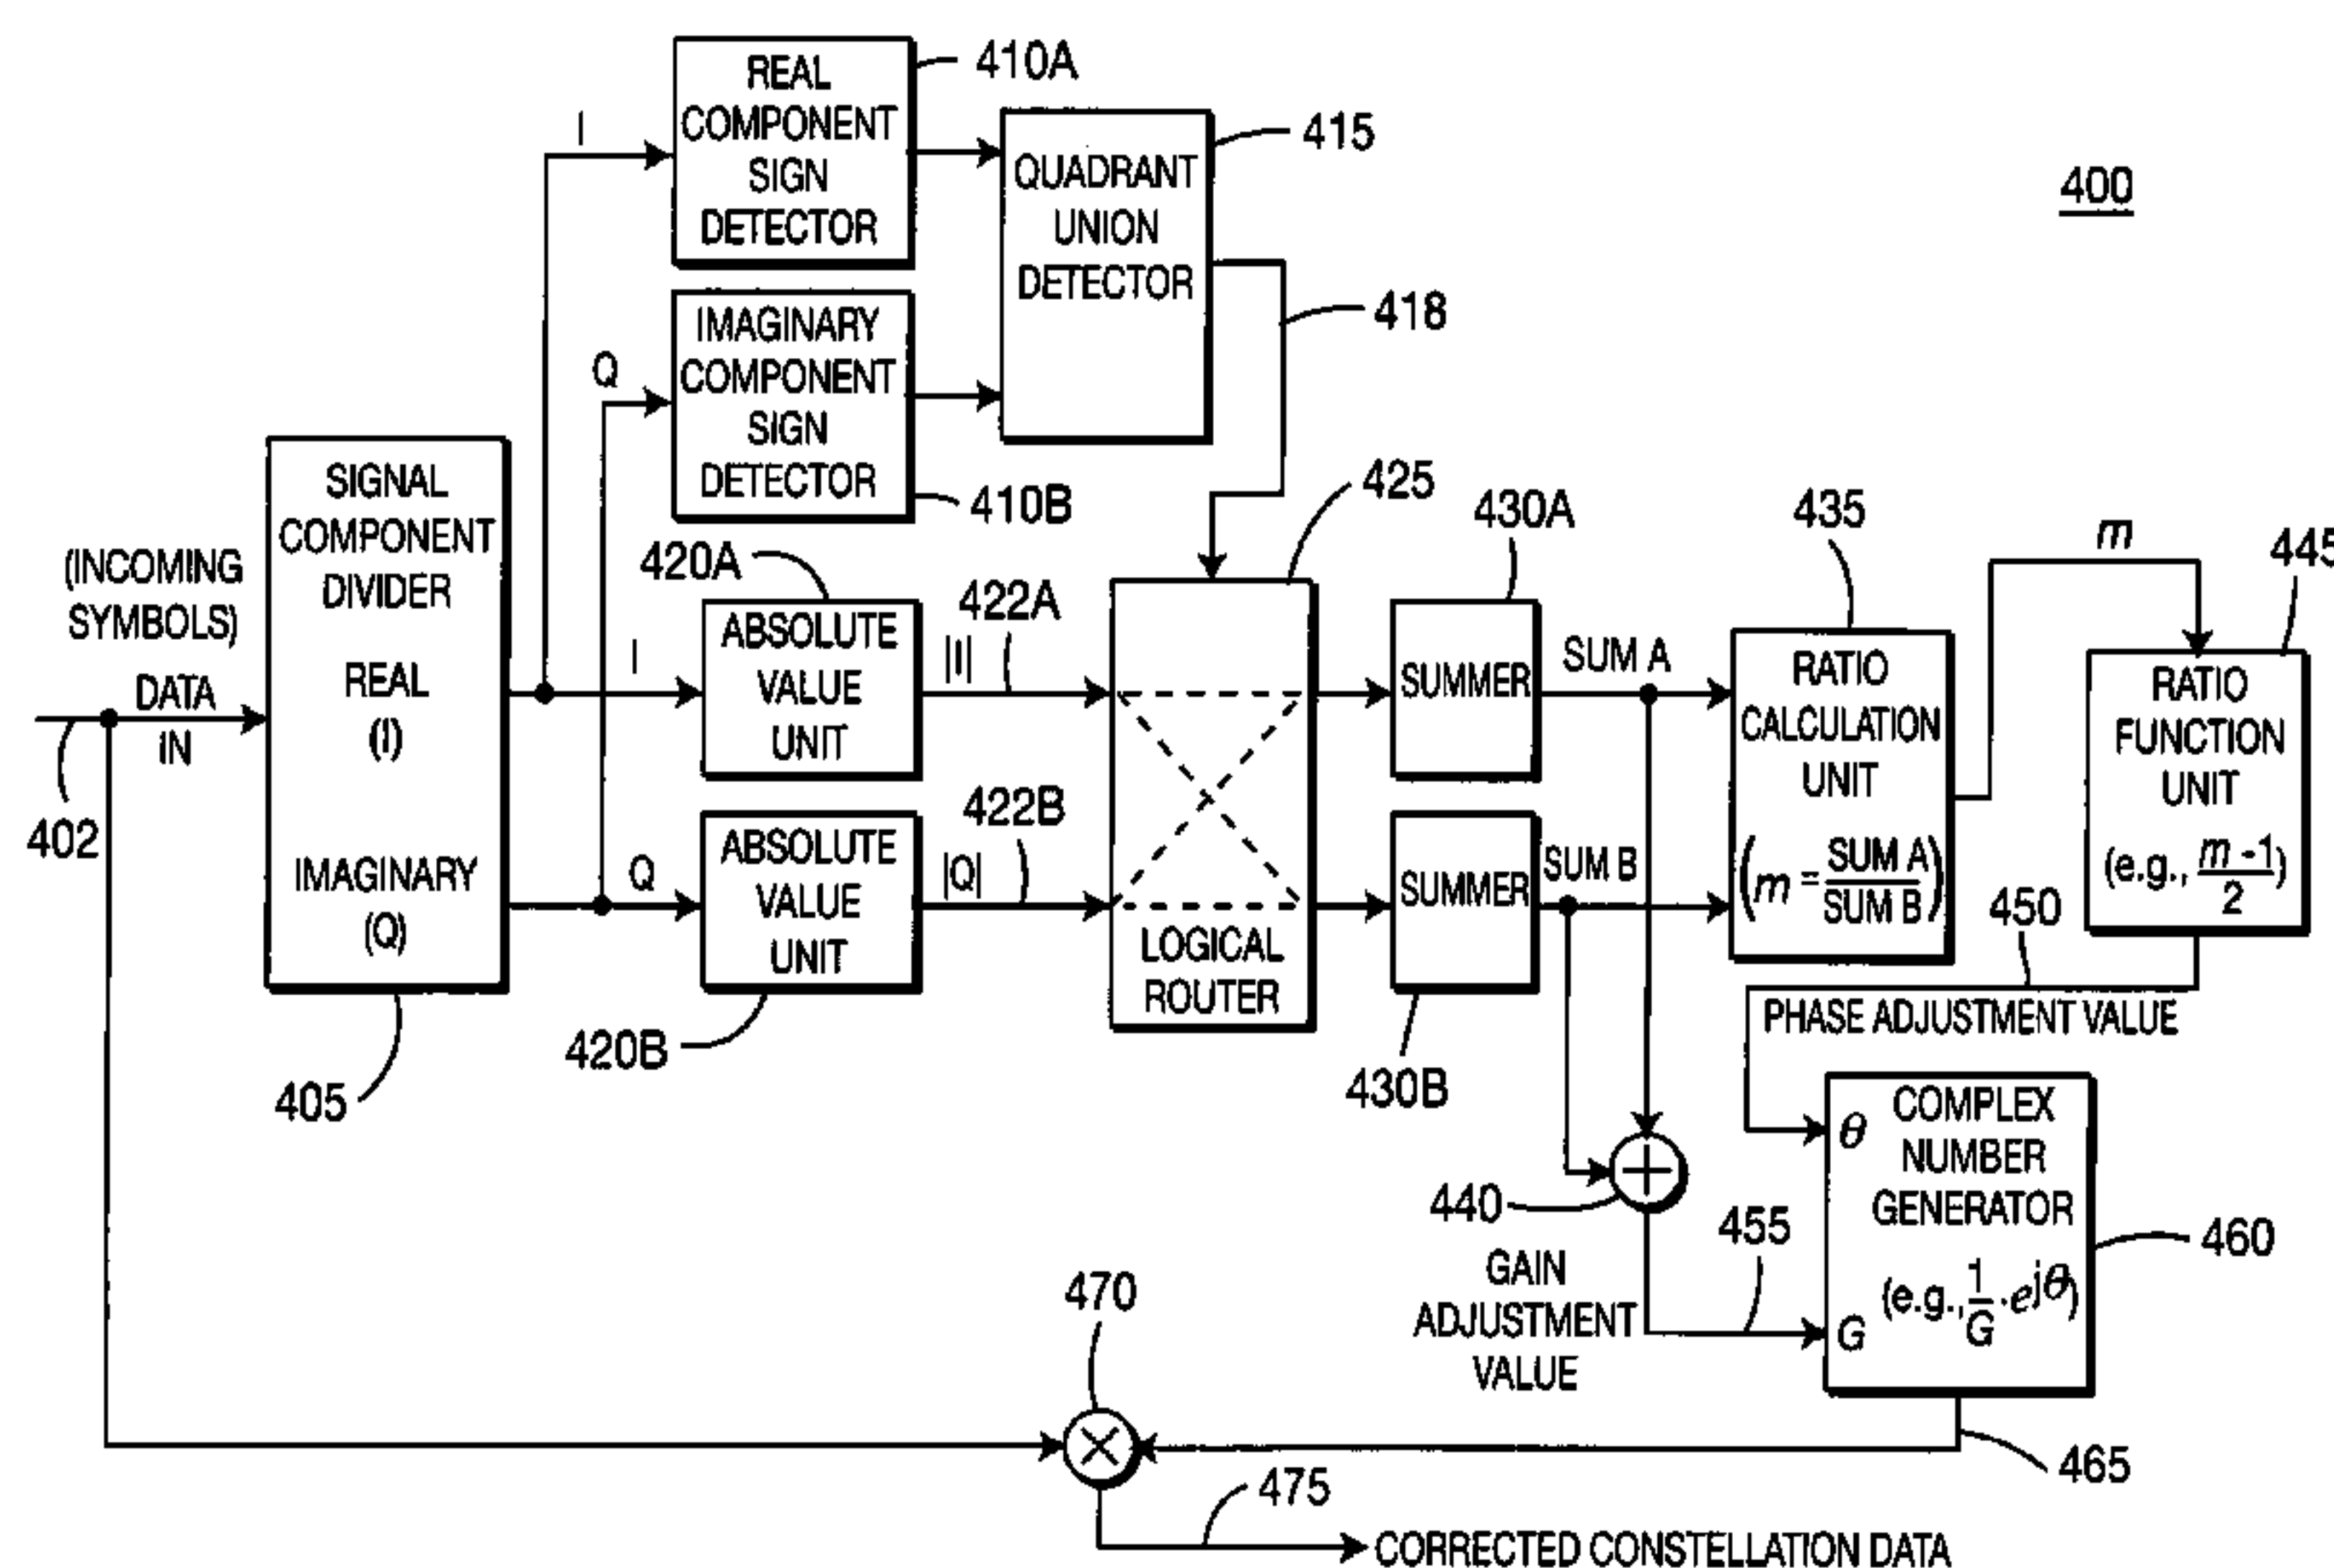 400
(INCOMING
SYMBOLS)
DATA
IN
402
SIGNAL
COMPONENT
DIVIDER
REAL
(I)
IMAGINARY
(Q)
405
I
REAL
COMPONENT
SIGN
DETECTOR
410A
Q
IMAGINARY
COMPONENT
SIGN
DETECTOR
410B
QUADRANT
UNION
DETECTOR
415
418
I
420A
ABSOLUTE
VALUE
UNIT
|I|
422A
Q
ABSOLUTE
VALUE
UNIT
420B
|Q|
422B
425
LOGICAL
ROUTER
430A
SUMMER
SUM A
SUMMER
430B
SUM B
435
RATIO
CALCULATION
UNIT
(m = SUM A / SUM B)
m
445
RATIO
FUNCTION
UNIT
(e.g., m - 1 / 2)
450
PHASE ADJUSTMENT VALUE
440
GAIN
ADJUSTMENT
VALUE
455
θ
G
COMPLEX
NUMBER
GENERATOR
(e.g., 1/G · e^jθ)
460
465
470
475
CORRECTED CONSTELLATION DATA